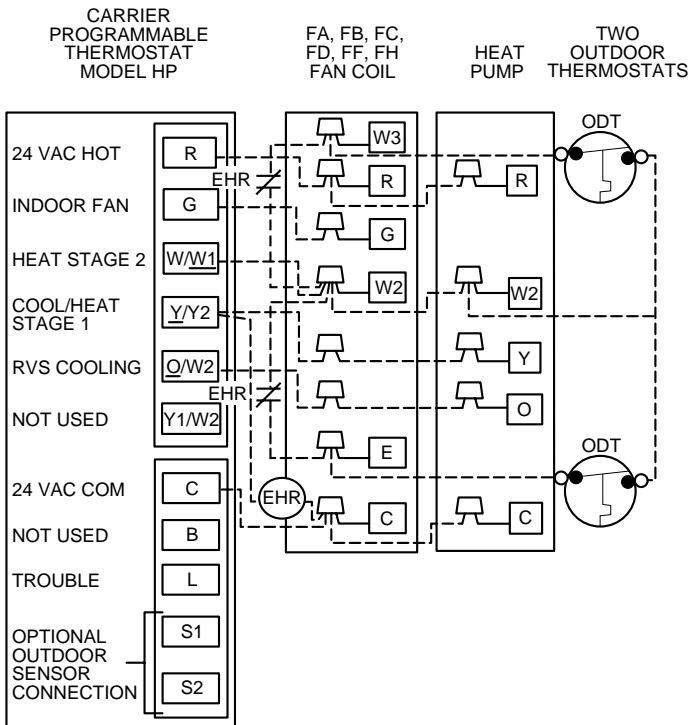 CARRIER
PROGRAMMABLE
THERMOSTAT
MODEL HP
FA, FB, FC,
FD, FF, FH
FAN COIL
HEAT
PUMP
TWO
OUTDOOR
THERMOSTATS
24 VAC HOT
R
INDOOR FAN
G
HEAT STAGE 2
W/W1
COOL/HEAT
STAGE 1
Y/Y2
RVS COOLING
O/W2
NOT USED
Y1/W2
24 VAC COM
C
NOT USED
B
TROUBLE
L
OPTIONAL
OUTDOOR
SENSOR
CONNECTION
S1
S2
EHR
EHR
EHR
W3
R
G
W2
E
C
R
W2
Y
O
C
ODT
ODT